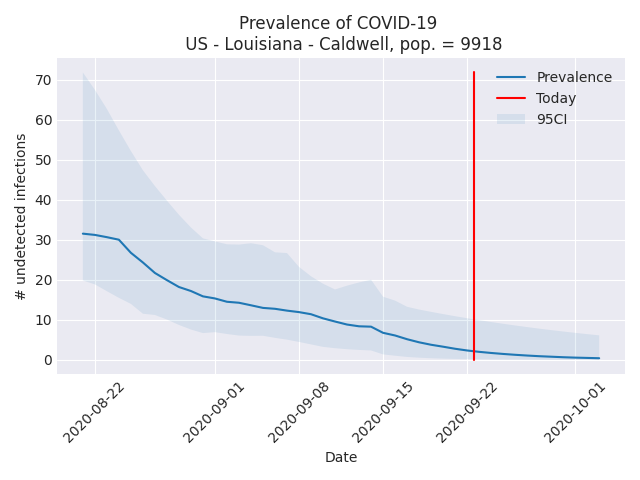 Prevalence of COVID-19
US - Louisiana - Caldwell, pop. = 9918
Prevalence
Today
95CI
# undetected infections
70
60
50
40
30
20
10
0
2020-08-22
2020-09-01
2020-09-08
2020-09-15
2020-09-22
2020-10-01
Date